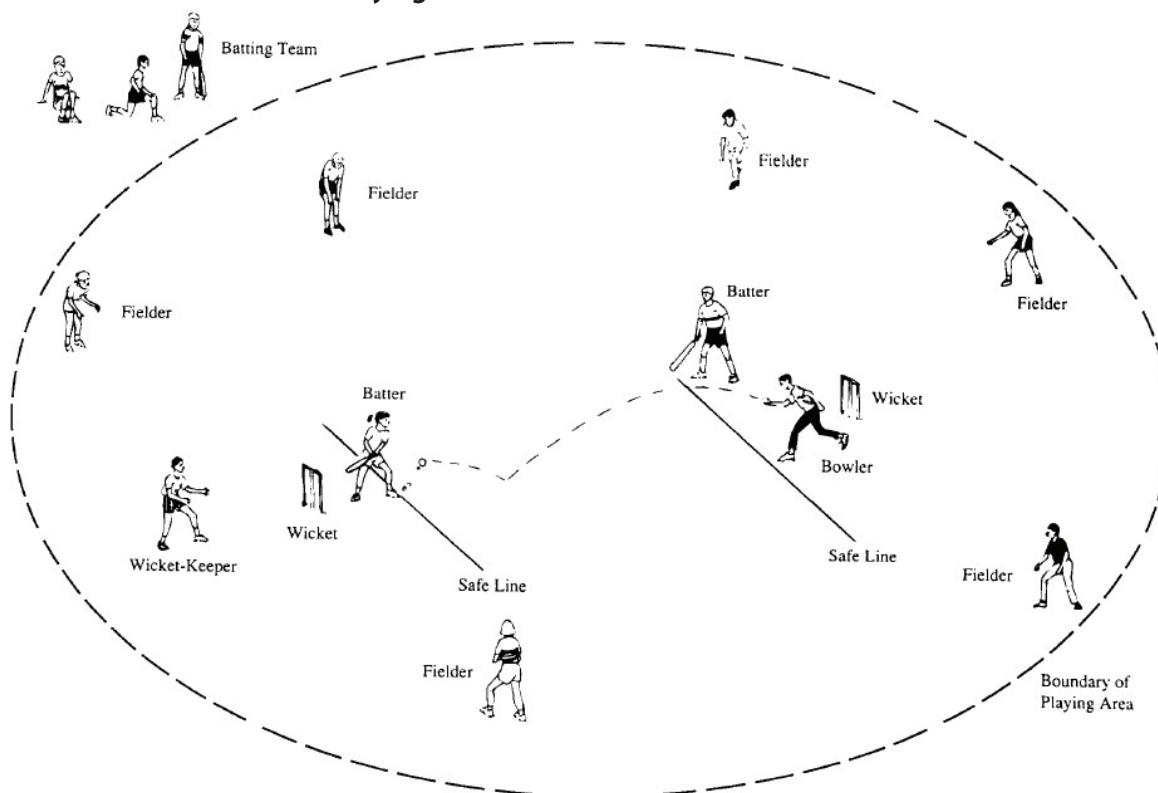 Batting Team
Fielder
Fielder
Fielder
Fielder
Batter
Batter
Wicket
Bowler
Wicket
Wicket-Keeper
Safe Line
Safe Line
Fielder
Fielder
Boundary of
Playing Area